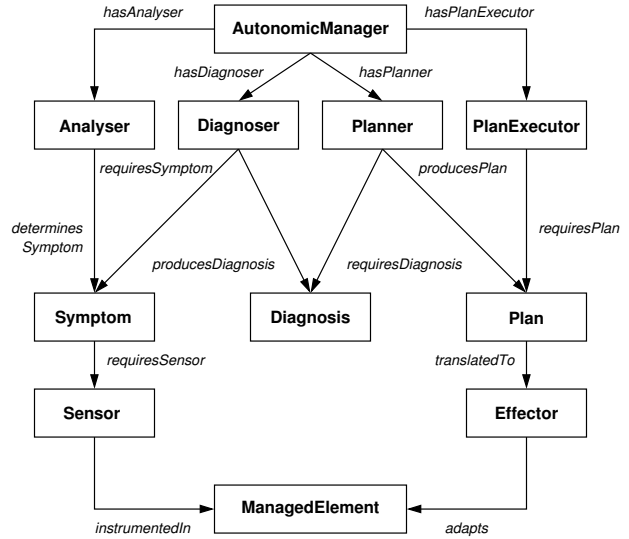 hasAnalyser
AutonomicManager
hasPlanExecutor
hasDiagnoser
hasPlanner
Analyser
Diagnoser
Planner
PlanExecutor
requiresSymptom
producesPlan
determines
Symptom
requiresPlan
producesDiagnosis
requiresDiagnosis
Symptom
Diagnosis
Plan
requiresSensor
translatedTo
Sensor
Effector
ManagedElement
instrumentedIn
adapts